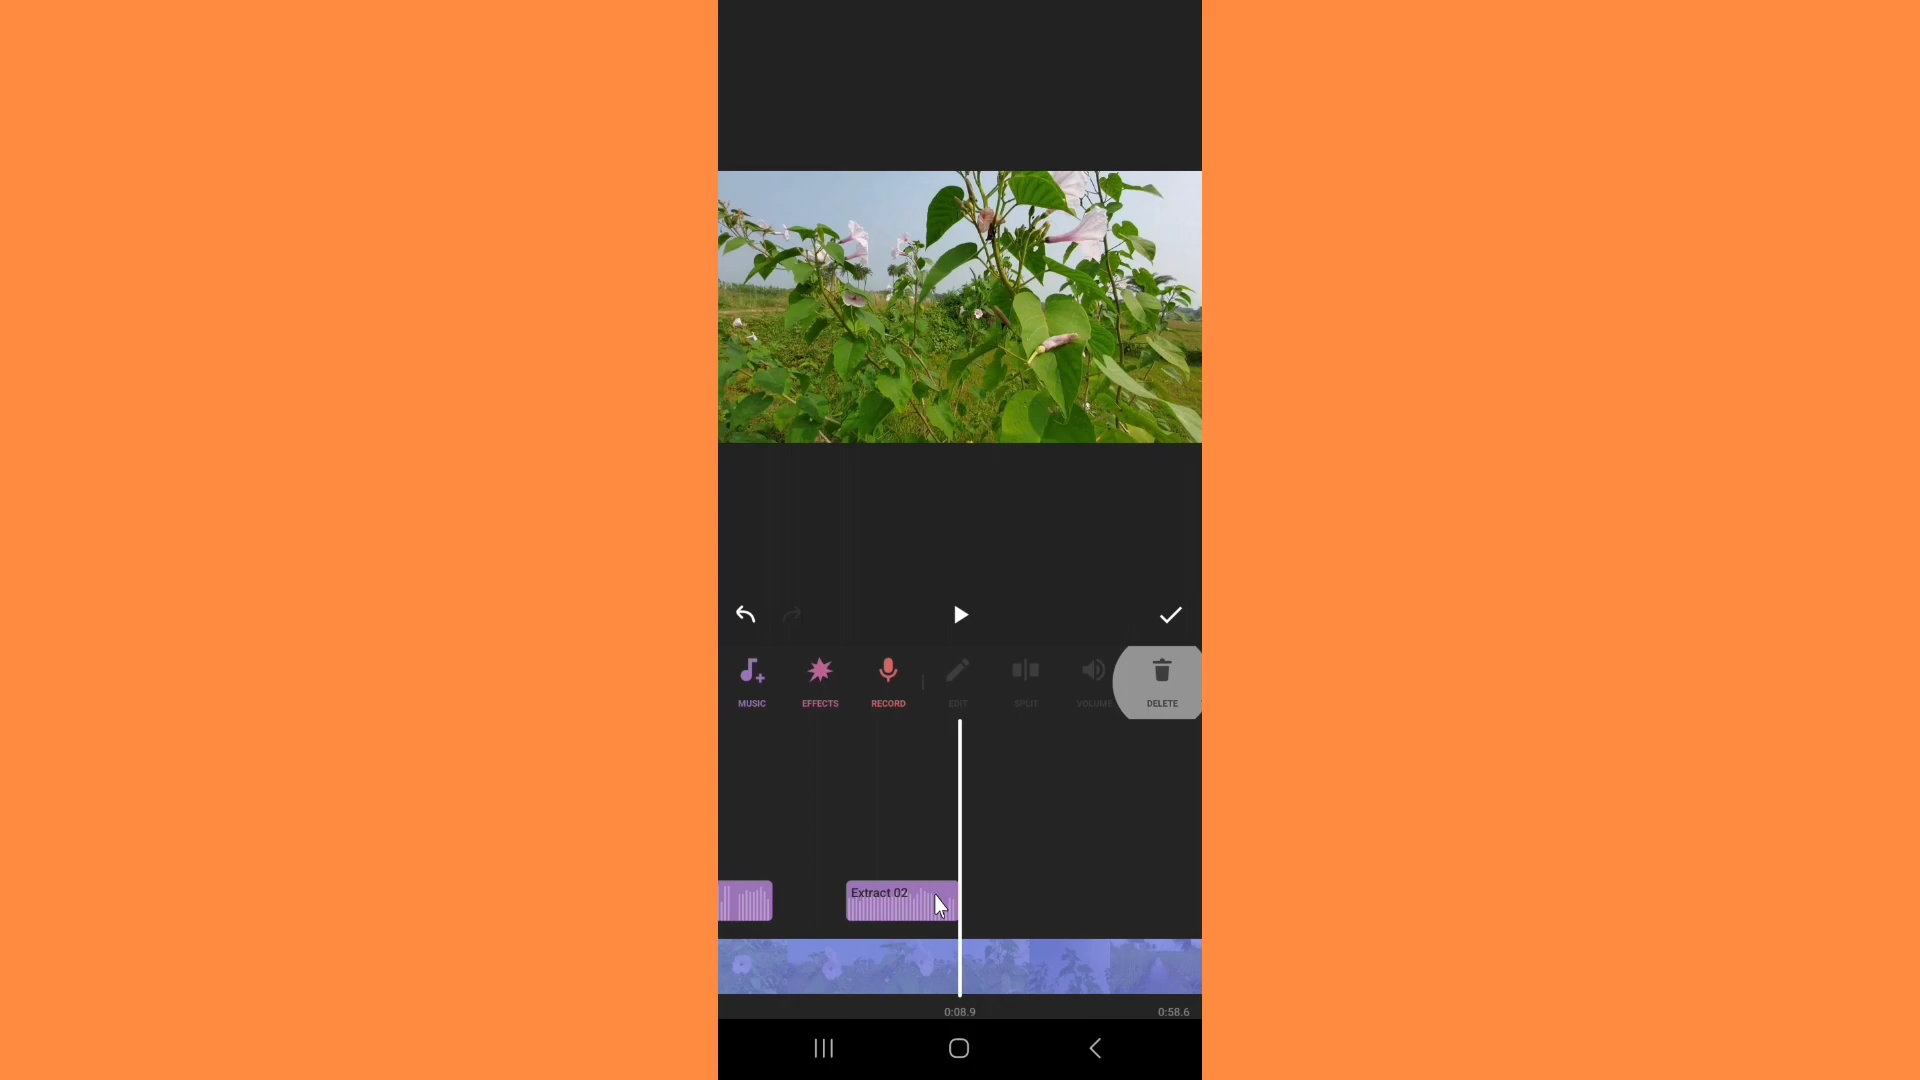 MUSIC
EFFECTS
RECORD
EDIT
SPLIT
VOLUME
DELETE
Extract 02
0:08.9
0:58.6